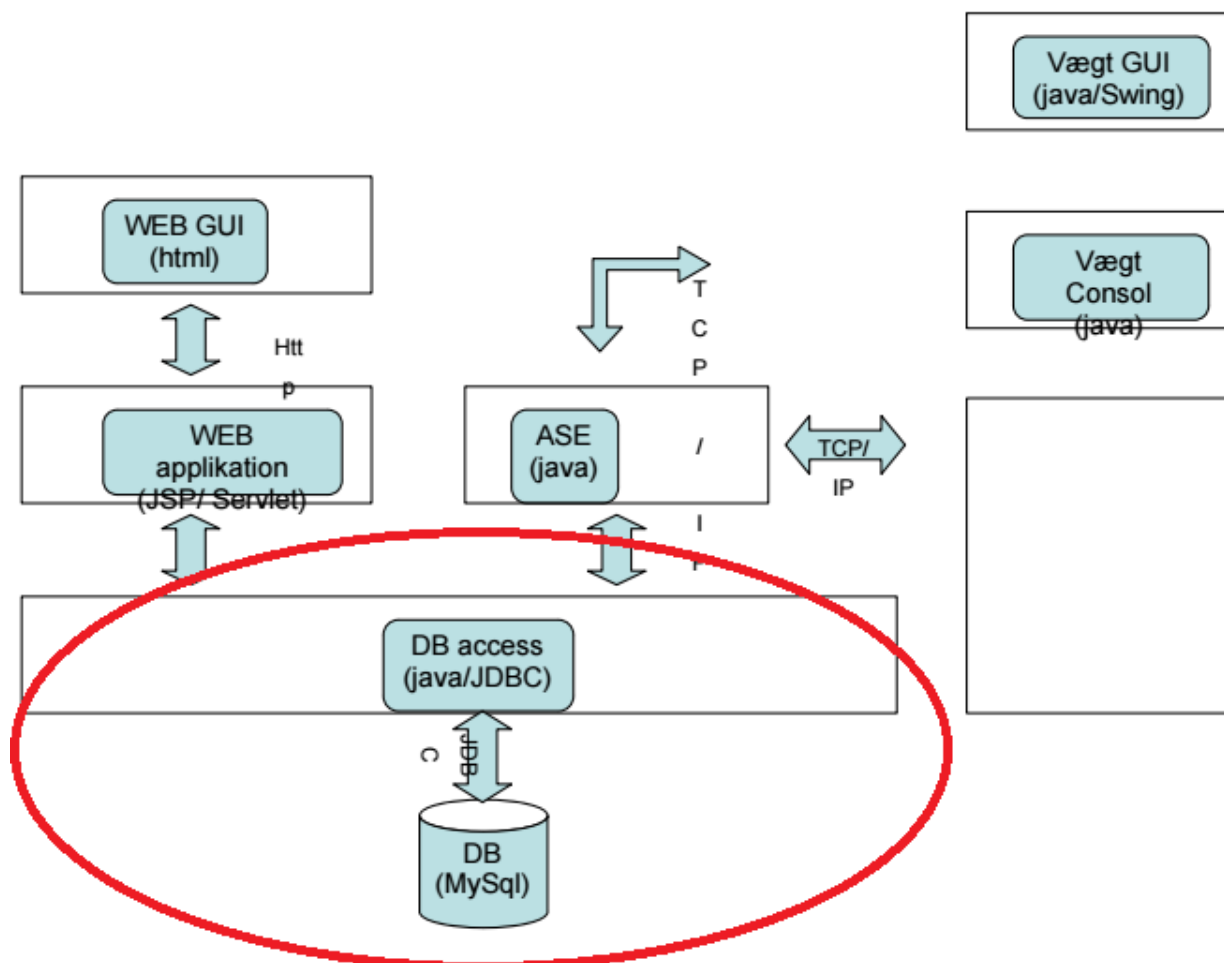 Vægt GUI
(java/Swing)
WEB GUI
(html)
Vægt
Consol
(java)
T
C
P
/
I
Htt
p
WEB
applikation
(JSP/ Servlet)
ASE
(java)
TCP/
IP
DB access
(java/JDBC)
JDB
C
DB
(MySql)